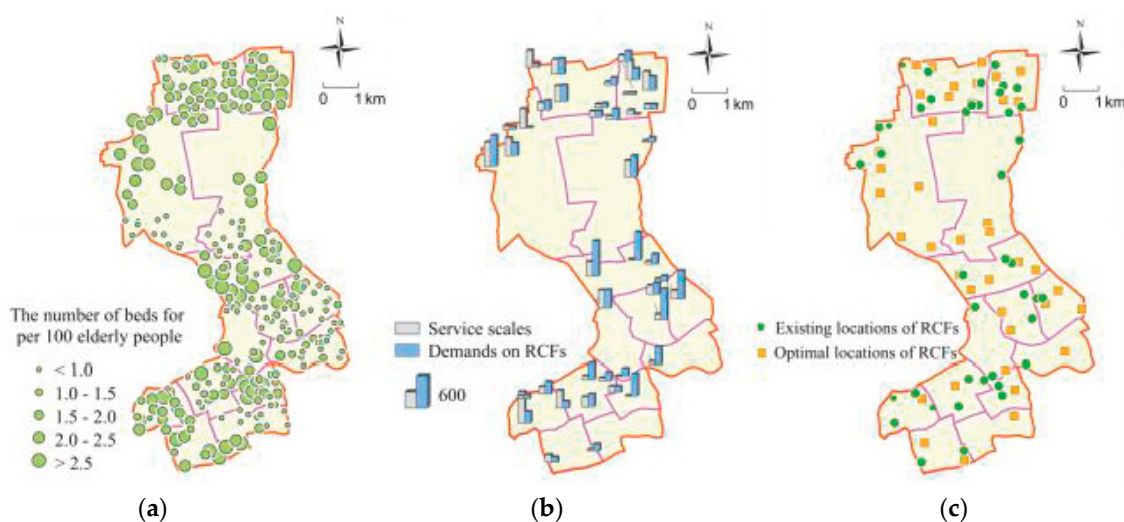 N
0 1 km
The number of beds for
per 100 elderly people
< 1.0
1.0 - 1.5
1.5 - 2.0
2.0 - 2.5
> 2.5
(a)
N
0 1 km
Service scales
Demands on RCFs
600
(b)
N
0 1 km
Existing locations of RCFs
Optimal locations of RCFs
(c)